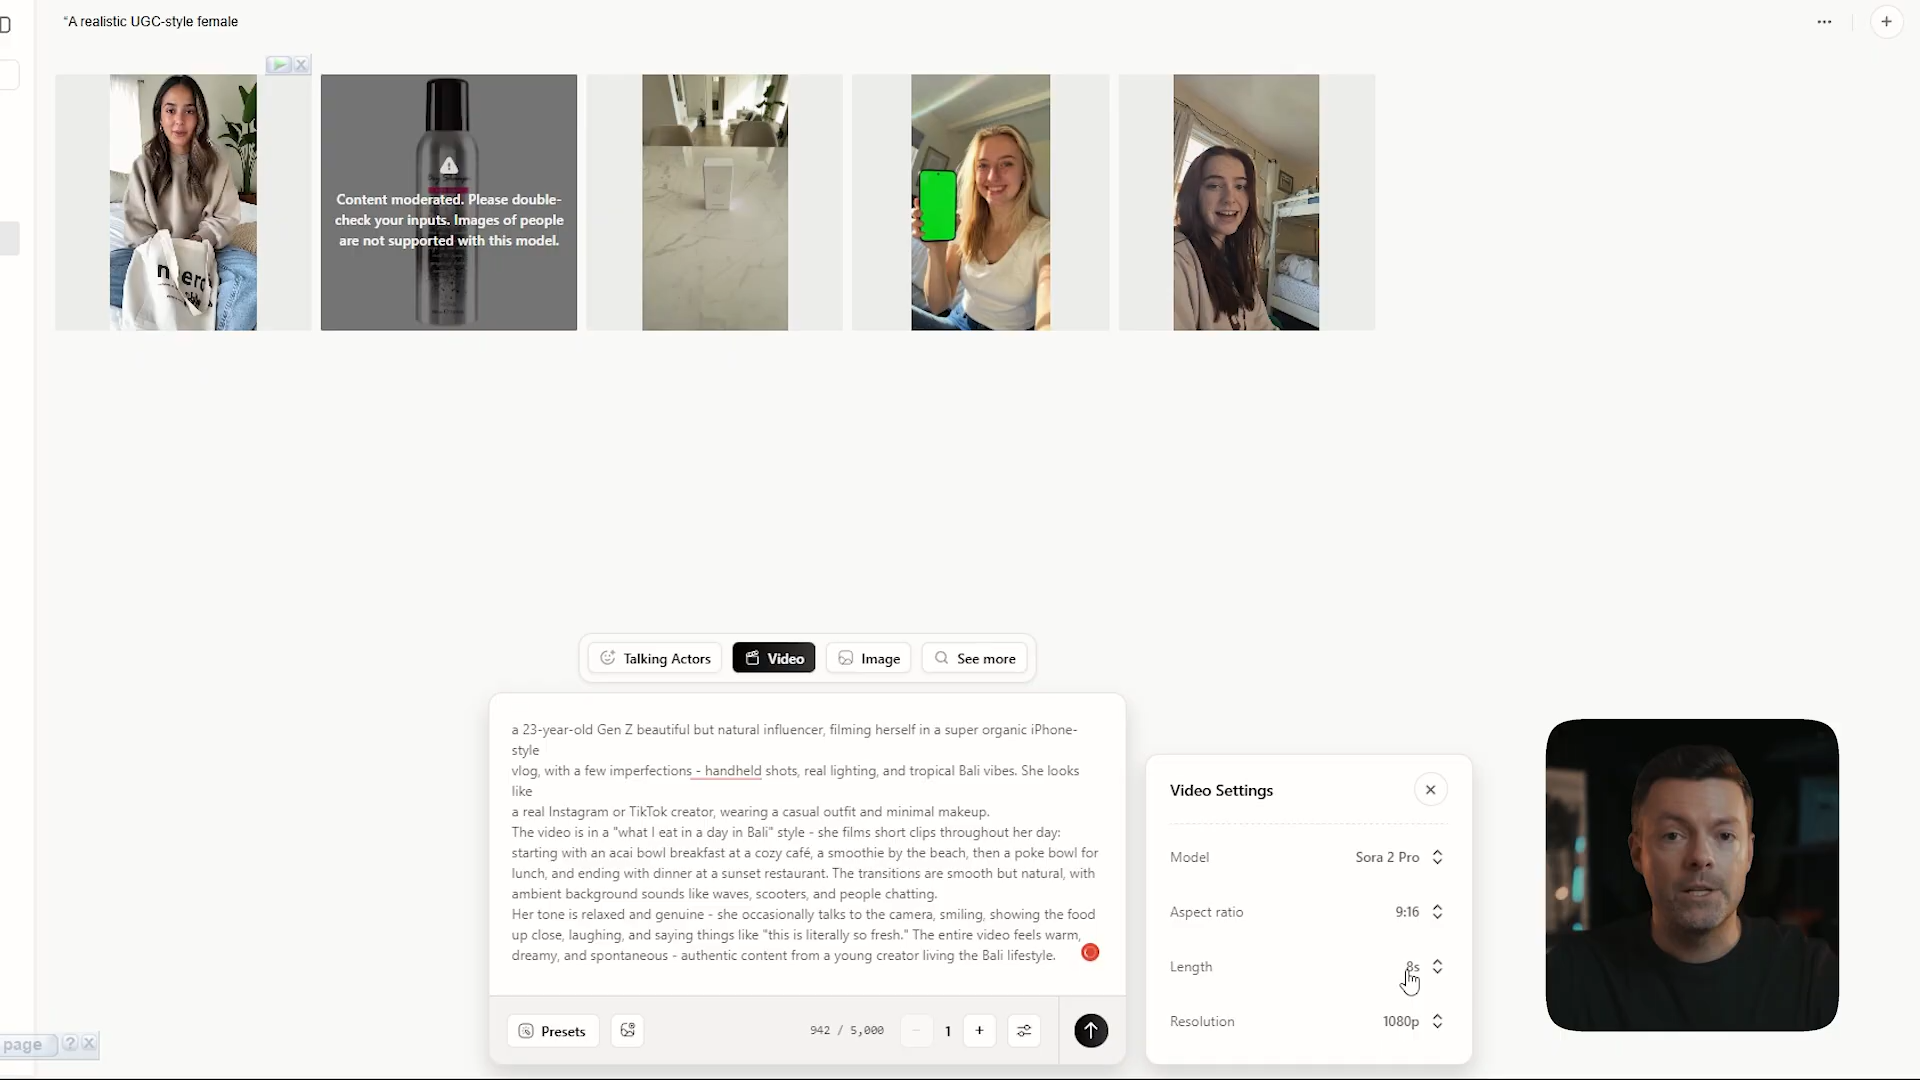 "A realistic UGC-style female
Content moderated. Please double-
check your inputs. Images of people
are not supported with this model.
Talking Actors
Video
Image
See more
a 23-year-old Gen Z beautiful but natural influencer, filming herself in a super organic iPhone-
style
vlog, with a few imperfections - handheld shots, real lighting, and tropical Bali vibes. She looks
like
a real Instagram or TikTok creator, wearing a casual outfit and minimal makeup.
The video is in a "what I eat in a day in Bali" style - she films short clips throughout her day:
starting with an acai bowl breakfast at a cozy café, a smoothie by the beach, then a poke bowl for
lunch, and ending with dinner at a sunset restaurant. The transitions are smooth but natural, with
ambient background sounds like waves, scooters, and people chatting.
Her tone is relaxed and genuine - she occasionally talks to the camera, smiling, showing the food
up close, laughing, and saying things like "this is literally so fresh." The entire video feels warm,
dreamy, and spontaneous - authentic content from a young creator living the Bali lifestyle.
Presets
942 / 5,000
1
Video Settings
Model
Sora 2 Pro
Aspect ratio
9:16
Length
8s
Resolution
1080p
page